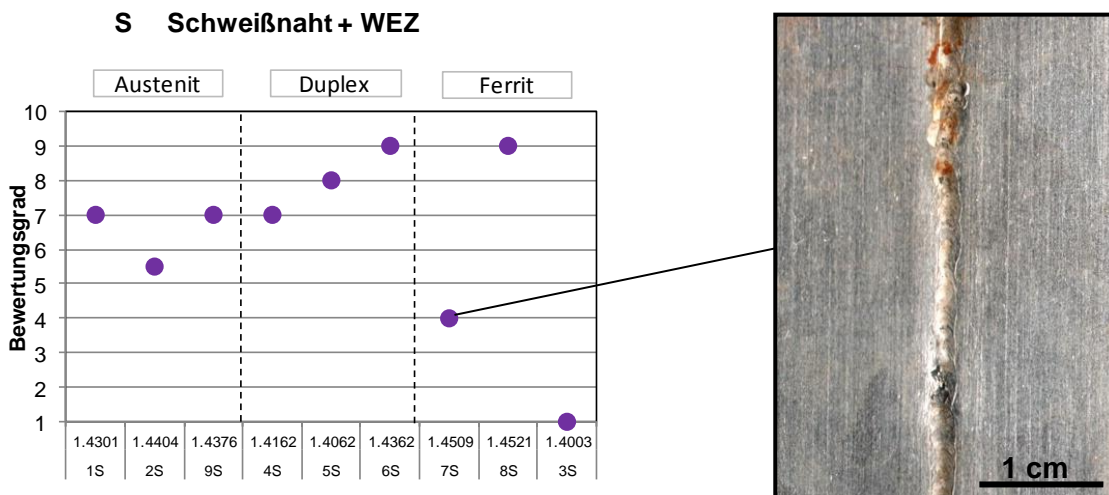 S Schweißnaht + WEZ
Austenit Duplex Ferrit
Bewertungsgrad
10
9
8
7
6
5
4
3
2
1
1.4301 1.4404 1.4376 1.4162 1.4062 1.4362 1.4509 1.4521 1.4003
1S 2S 9S 4S 5S 6S 7S 8S 3S
1 cm